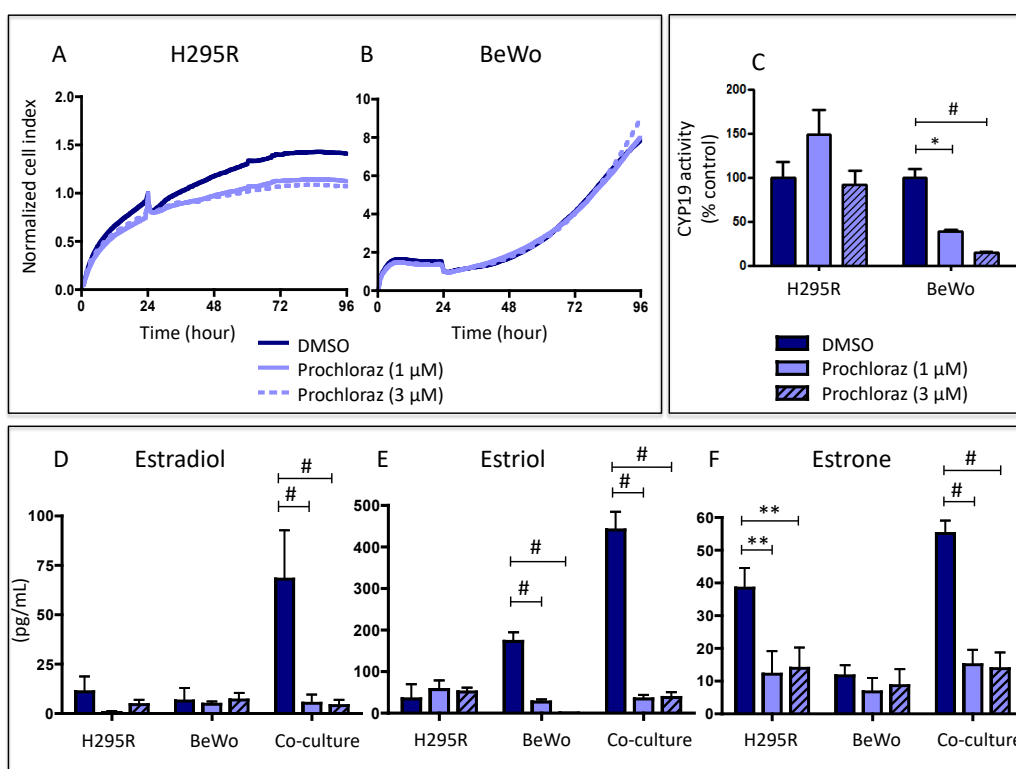 A H295R
Normalized cell index
2.0
1.5
1.0
0.5
0.0
0 24 48 72 96
Time (hour)
B BeWo
10
8
6
4
2
0
0 24 48 72 96
Time (hour)
DMSO
Prochloraz (1 μM)
Prochloraz (3 μM)
C
CYP19 activity
(% control)
200
150
100
50
0
#
*
H295R BeWo
DMSO
Prochloraz (1 μM)
Prochloraz (3 μM)
D Estradiol
(pg/mL)
100
75
50
25
0
#
#
H295R BeWo Co-culture
E Estriol
500
400
300
200
100
0
#
#
#
#
H295R BeWo Co-culture
F Estrone
60
50
40
30
20
10
0
**
**
#
#
H295R BeWo Co-culture